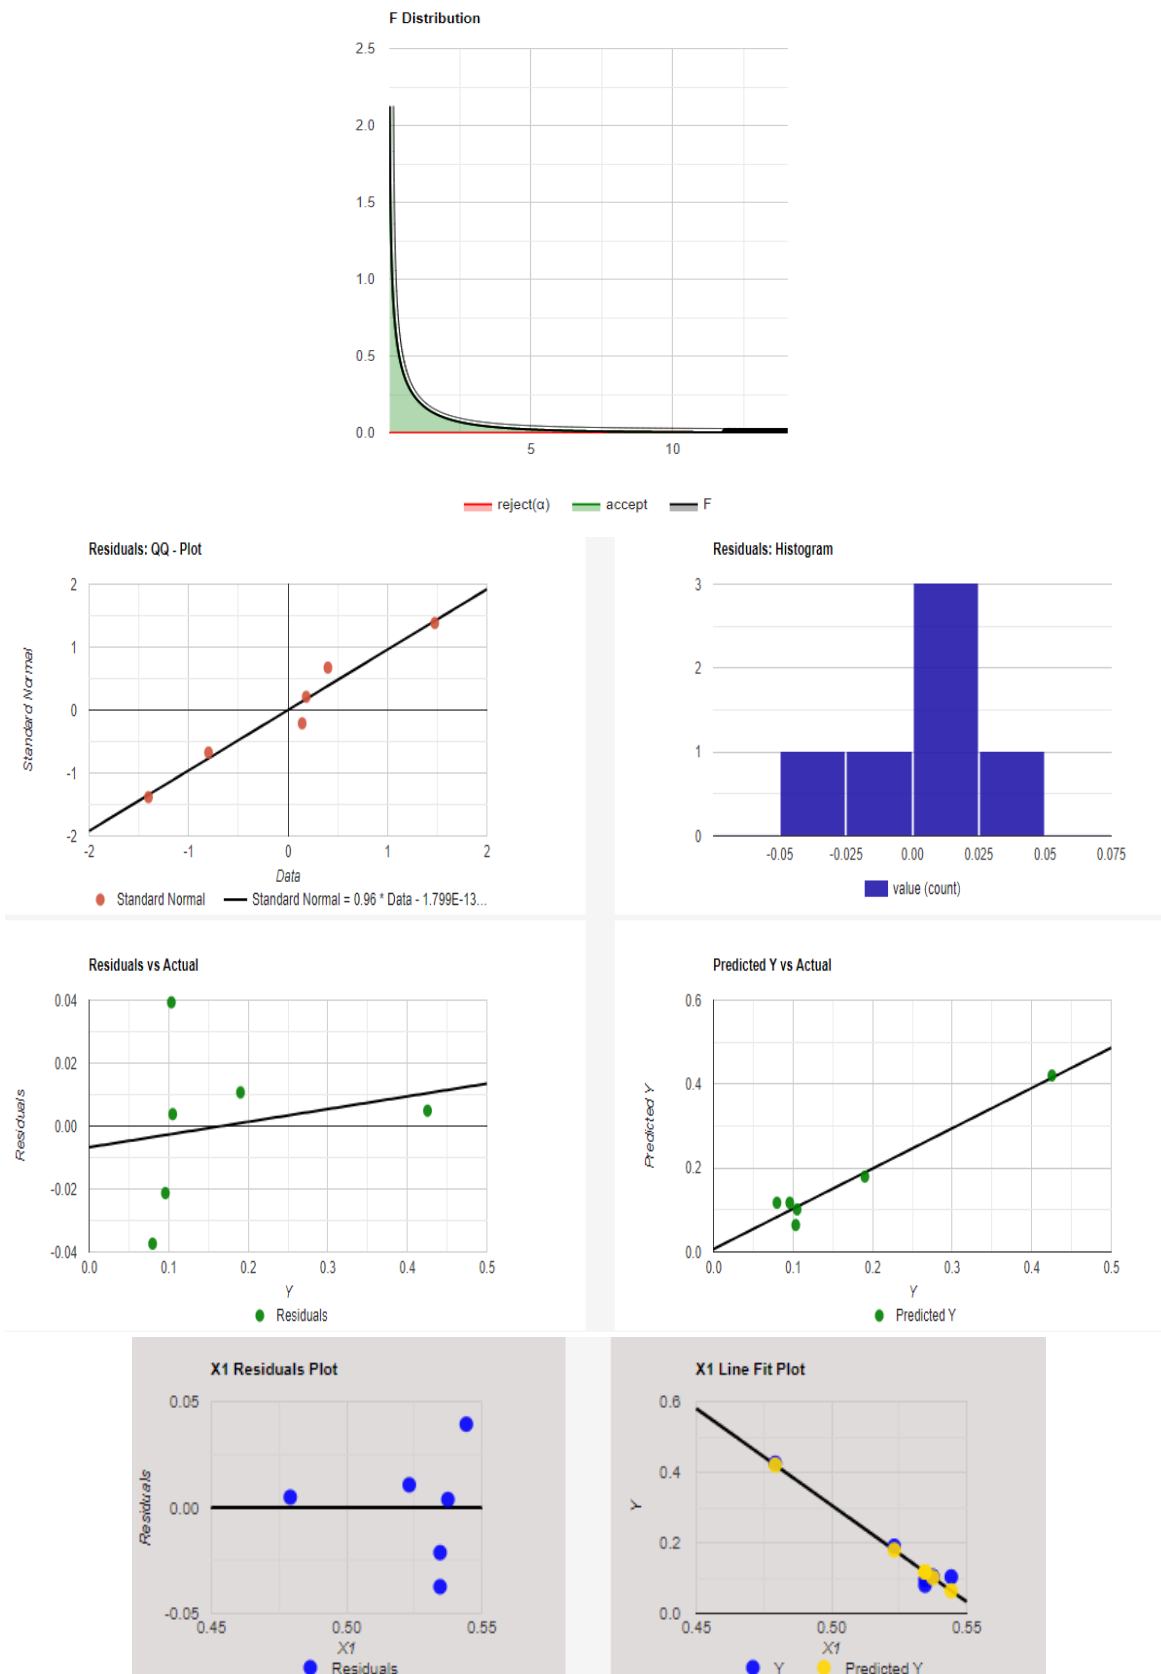 F Distribution
2.5
2.0
1.5
1.0
0.5
0.0
5 10
reject(α) accept F
Residuals: QQ - Plot
2
1
0
-1
-2
-2 -1 0 1 2
Standard Normal
Data
Standard Normal Standard Normal = 0.96 * Data - 1.799E-13...
Residuals: Histogram
3
2
1
0
-0.05 -0.025 0.00 0.025 0.05 0.075
value (count)
Residuals vs Actual
0.04
0.02
0.00
-0.02
-0.04
0.0 0.1 0.2 0.3 0.4 0.5
Residuals
Y
Residuals
Predicted Y vs Actual
0.6
0.4
0.2
0.0
0.0 0.1 0.2 0.3 0.4 0.5
Predicted Y
Y
Predicted Y
X1 Residuals Plot
0.05
0.00
-0.05
0.45 0.50 0.55
Residuals
X1
Residuals
X1 Line Fit Plot
0.6
0.4
0.2
0.0
0.45 0.50 0.55
Y
X1
Y Predicted Y